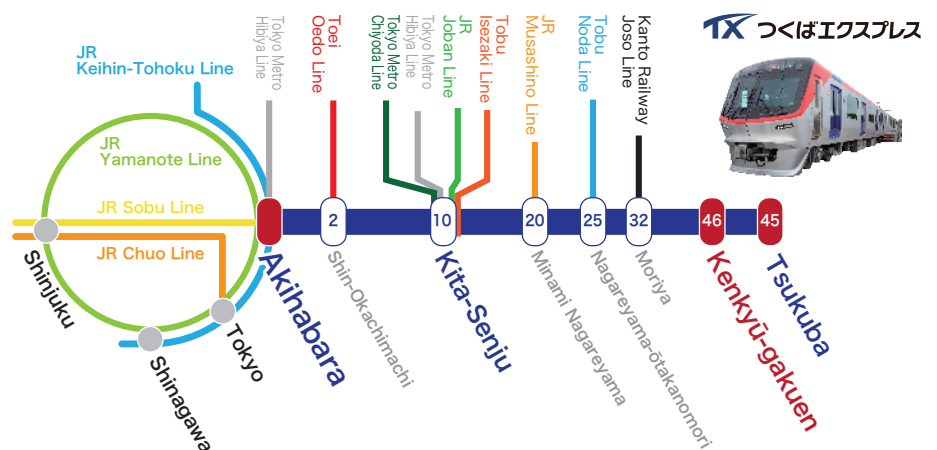 TX つくばエクスプレス
JR
Keihin-Tohoku Line
Tokyo Metro
Hibiya Line
Toei
Oedo Line
Tokyo Metro
Chiyoda Line
Tokyo Metro
Hibiya Line
JR
Joban Line
Tobu
Isezaki Line
JR
Musashino Line
Tobu
Noda Line
Kanto Railway
Joso Line
JR
Yamanote Line
JR Sobu Line
JR Chuo Line
2
10
20
25
32
46
45
Shinjuku
Shinagawa
Tokyo
Akihabara
Shin-Okachimachi
Kita-Senju
Minami Nagareyama
Nagareyama-ōtakanomori
Moriya
Kenkyū-gakuen
Tsukuba